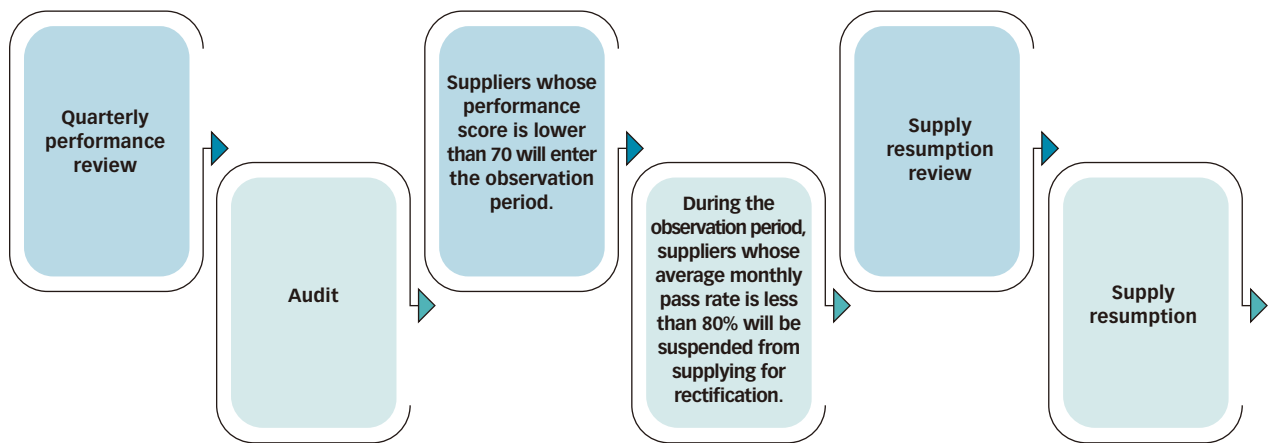 Quarterly
performance
review
Audit
Suppliers whose
performance
score is lower
than 70 will enter
the observation
period.
During the
observation period,
suppliers whose
average monthly
pass rate is less
than 80% will be
suspended from
supplying for
rectification.
Supply
resumption
review
Supply
resumption